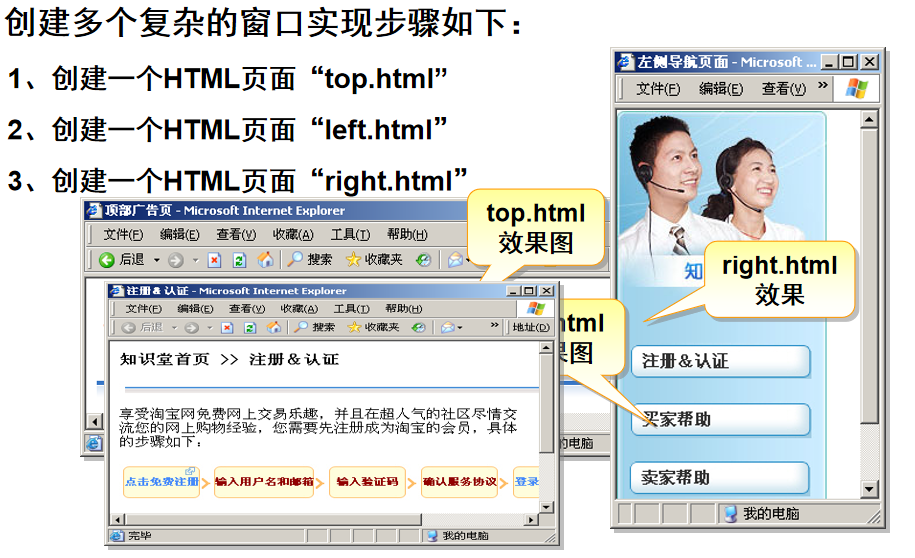 创建多个复杂的窗口实现步骤如下：
1、创建一个HTML页面“top.html”
2、创建一个HTML页面“left.html”
3、创建一个HTML页面“right.html”
顶部广告页 - Microsoft Internet Explorer
文件(F) 编辑(E) 查看(V) 收藏(A) 工具(T) 帮助(H)
后退 搜索 收藏夹
top.html
效果图
注册＆认证 - Microsoft Internet Explorer
文件(F) 编辑(E) 查看(V) 收藏(A) 工具(T) 帮助(H)
后退 搜索 收藏夹 » 地址(D)
知识堂首页 >> 注册＆认证
享受淘宝网免费网上交易乐趣，并且在超人气的社区尽情交
流您的网上购物经验，您需要先注册成为淘宝的会员，具体
的步骤如下：
点击免费注册 输入用户名和邮箱 输入验证码 确认服务协议 登录
完毕 我的电脑
的电脑
html
图
左侧导航页面 - Microsoft ...
文件(F) 编辑(E) 查看(V) »
知
right.html
效果
注册＆认证
买家帮助
卖家帮助
我的电脑